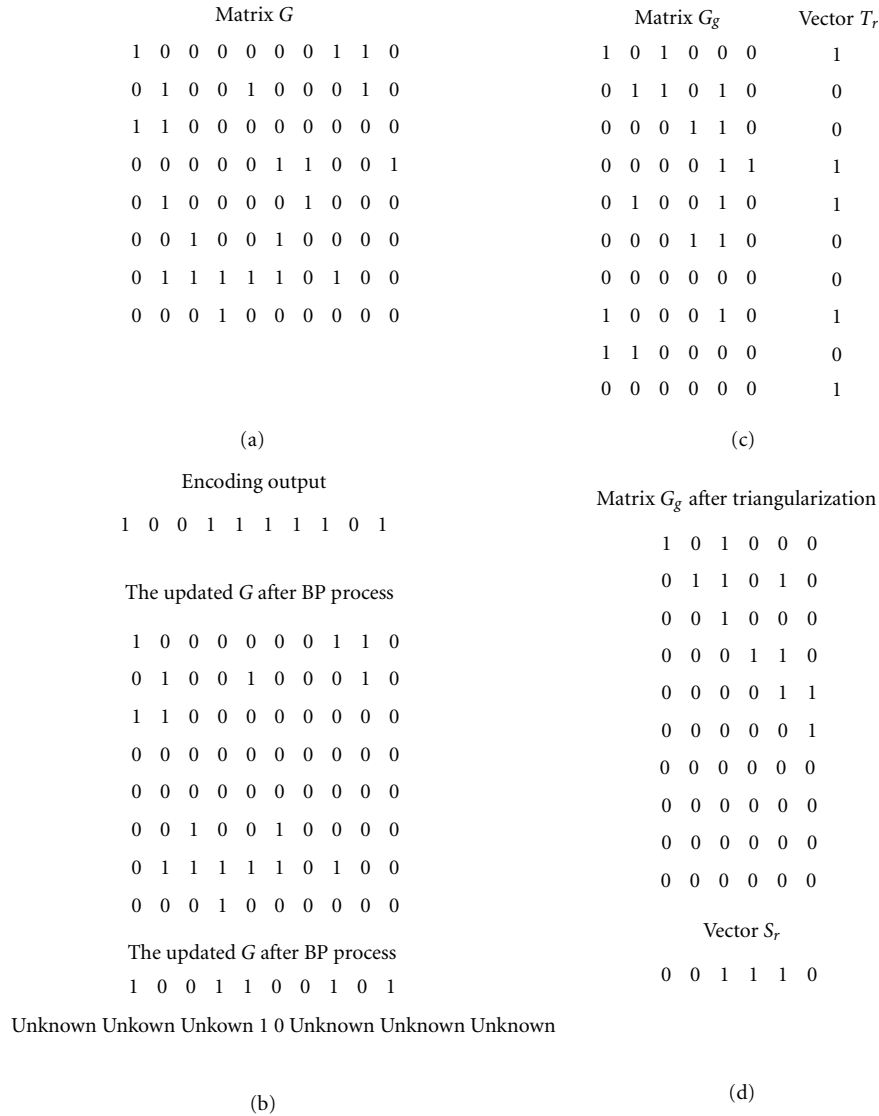 Matrix G
1 0 0 0 0 0 0 1 1 0
0 1 0 0 1 0 0 0 1 0
1 1 0 0 0 0 0 0 0 0
0 0 0 0 0 1 1 0 0 1
0 1 0 0 0 0 1 0 0 0
0 0 1 0 0 1 0 0 0 0
0 1 1 1 1 1 0 1 0 0
0 0 0 1 0 0 0 0 0 0
(a)
Encoding output
1 0 0 1 1 1 1 1 0 1
The updated G after BP process
1 0 0 0 0 0 0 1 1 0
0 1 0 0 1 0 0 0 1 0
1 1 0 0 0 0 0 0 0 0
0 0 0 0 0 0 0 0 0 0
0 0 0 0 0 0 0 0 0 0
0 0 1 0 0 1 0 0 0 0
0 1 1 1 1 1 0 1 0 0
0 0 0 1 0 0 0 0 0 0
The updated G after BP process
1 0 0 1 1 0 0 1 0 1
Unknown Unkown Unkown 1 0 Unknown Unknown Unknown
(b)
Matrix Gg Vector Tr
1 0 1 0 0 0 1
0 1 1 0 1 0 0
0 0 0 1 1 0 0
0 0 0 0 1 1 1
0 1 0 0 1 0 1
0 0 0 1 1 0 0
0 0 0 0 0 0 0
1 0 0 0 1 0 1
1 1 0 0 0 0 0
0 0 0 0 0 0 1
(c)
Matrix Gg after triangularization
1 0 1 0 0 0
0 1 1 0 1 0
0 0 1 0 0 0
0 0 0 1 1 0
0 0 0 0 1 1
0 0 0 0 0 1
0 0 0 0 0 0
0 0 0 0 0 0
0 0 0 0 0 0
0 0 0 0 0 0
Vector Sr
0 0 1 1 1 0
(d)